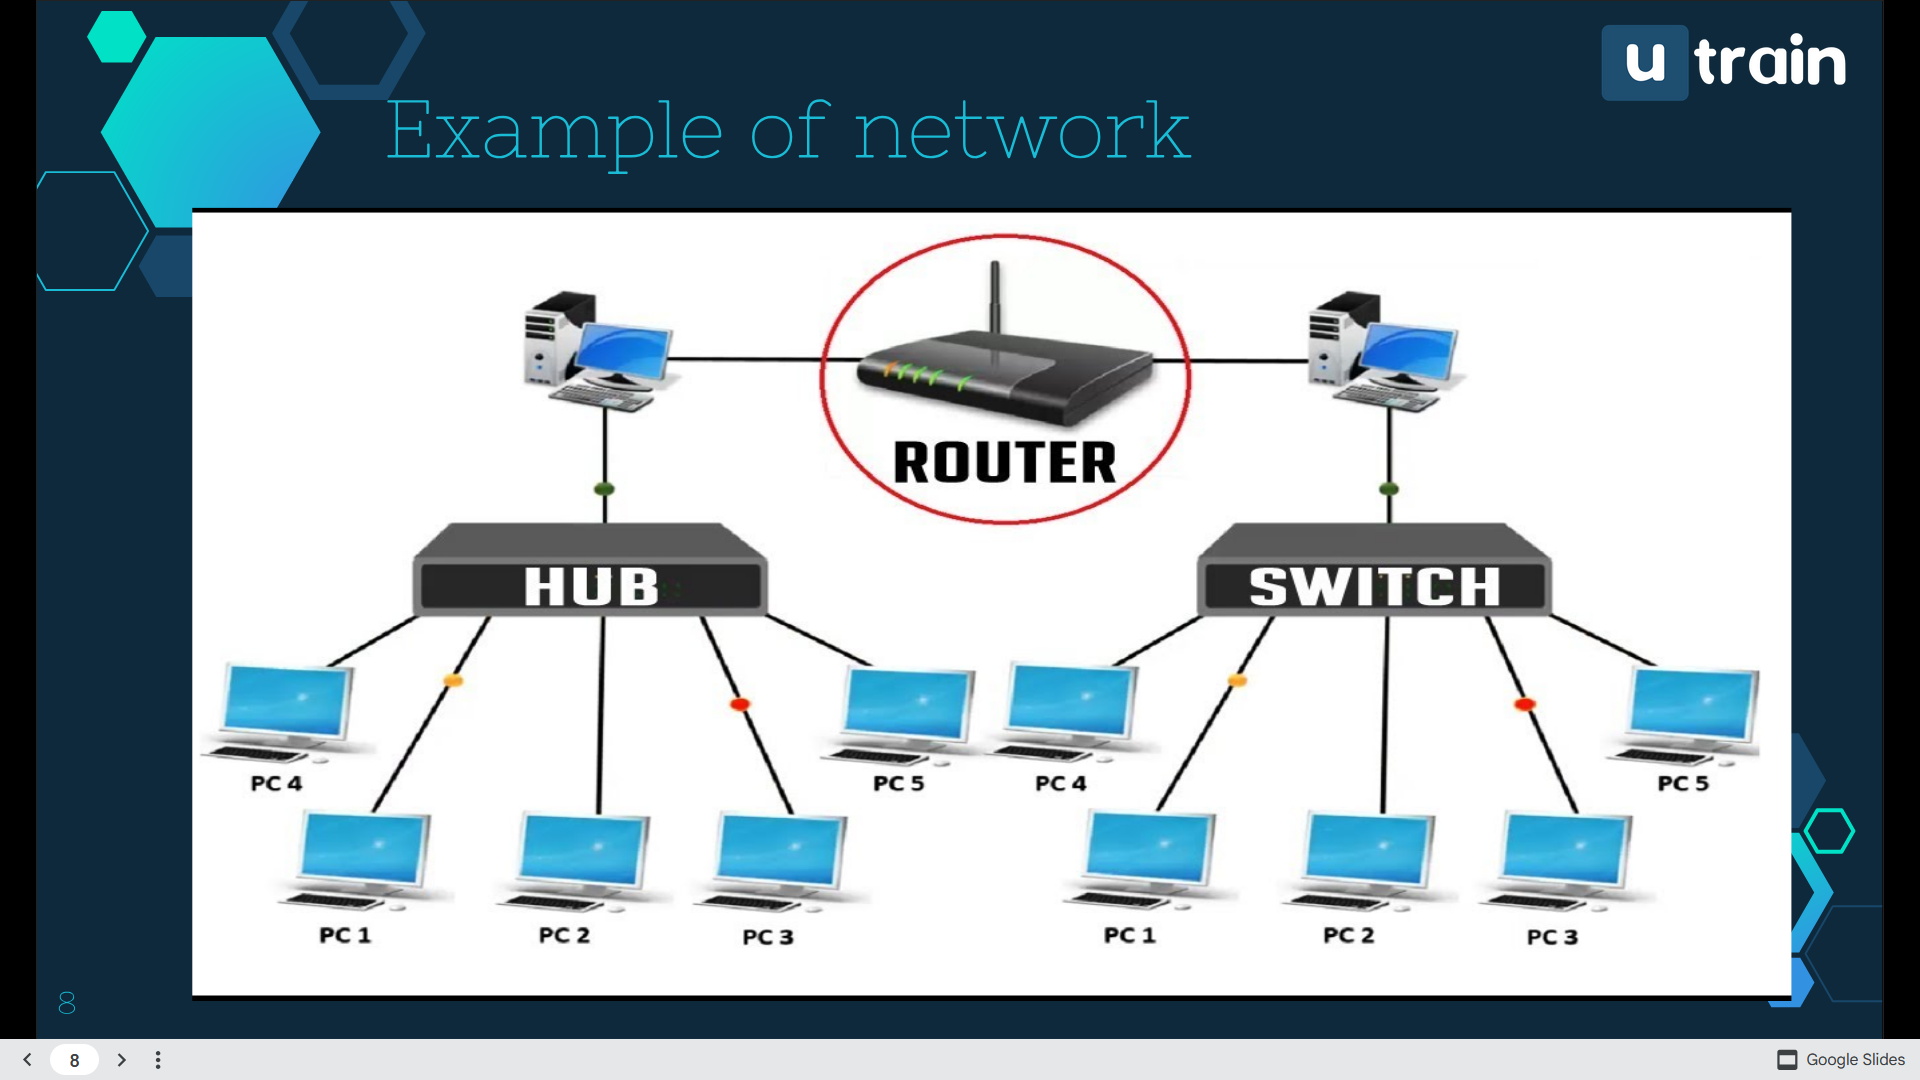 u train
Example of network
ROUTER
HUB
SWITCH
PC 4
PC 5
PC 4
PC 5
PC 1
PC 2
PC 3
PC 1
PC 2
PC 3
8
8
Google Slides